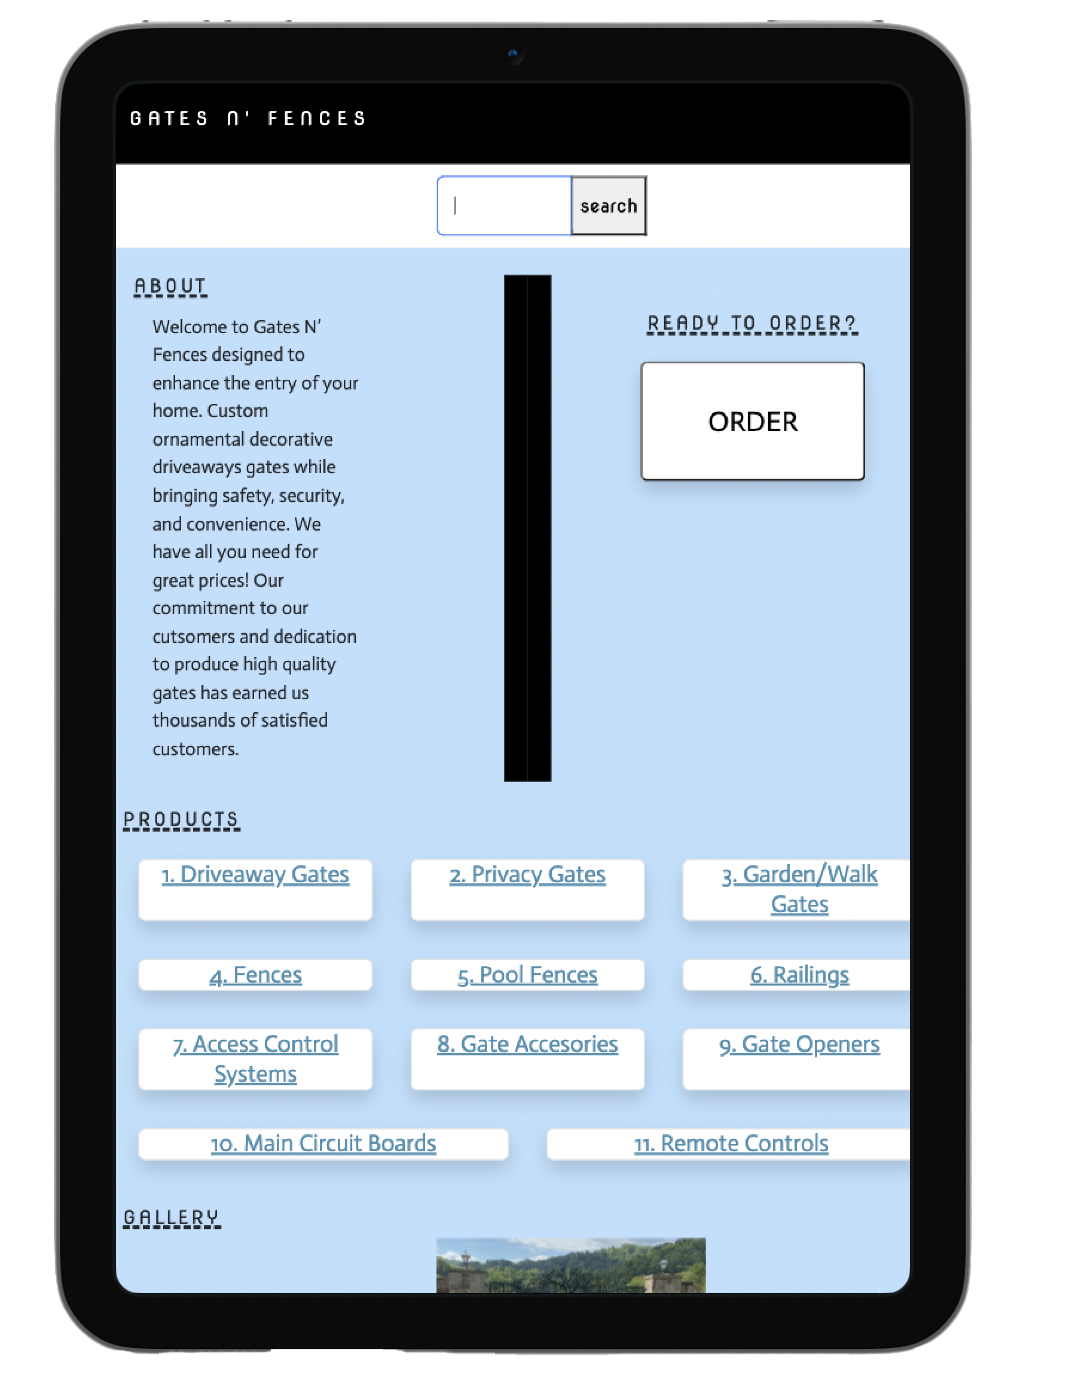 GATES N' FENCES
search
ABOUT
Welcome to Gates N'
Fences designed to
enhance the entry of your
home. Custom
ornamental decorative
driveaways gates while
bringing safety, security,
and convenience. We
have all you need for
great prices! Our
commitment to our
cutsomers and dedication
to produce high quality
gates has earned us
thousands of satisfied
customers.
READY TO ORDER?
ORDER
PRODUCTS
1. Driveaway Gates
2. Privacy Gates
3. Garden/Walk
Gates
4. Fences
5. Pool Fences
6. Railings
7. Access Control
Systems
8. Gate Accesories
9. Gate Openers
10. Main Circuit Boards
11. Remote Controls
GALLERY